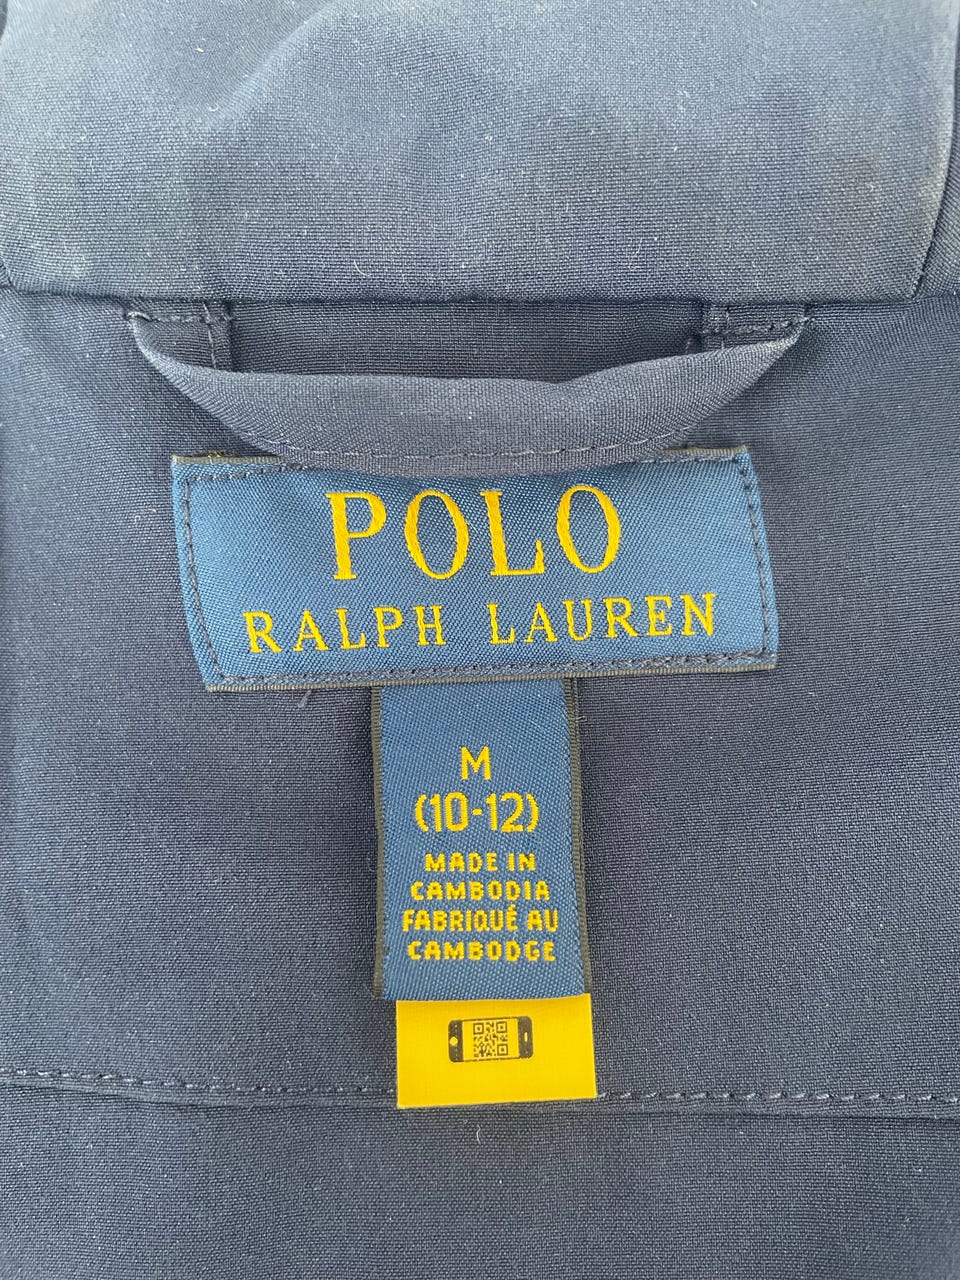 POLO
RALPH LAUREN
M
(10-12)
MADE IN
CAMBODIA
FABRIQUÉ AU
CAMBODGE